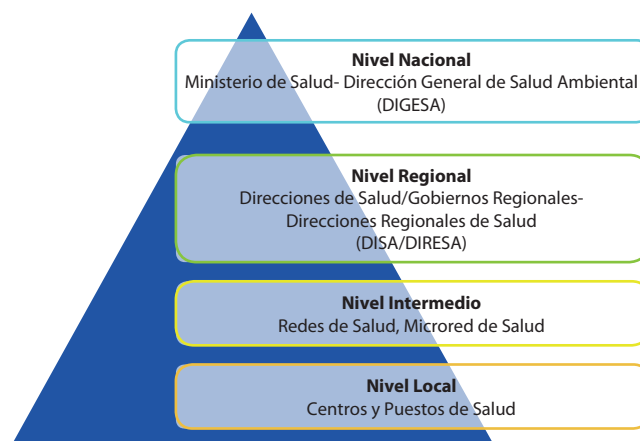 Nivel Nacional
Ministerio de Salud- Dirección General de Salud Ambiental
(DIGESA)
Nivel Regional
Direcciones de Salud/Gobiernos Regionales-
Direcciones Regionales de Salud
(DISA/DIRESA)
Nivel Intermedio
Redes de Salud, Microred de Salud
Nivel Local
Centros y Puestos de Salud